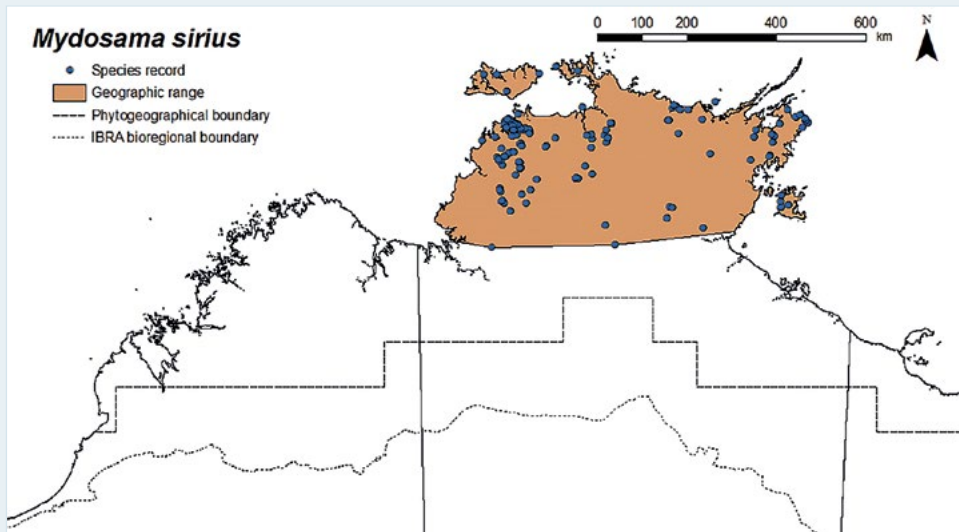 Mydosama sirius
Species record
Geographic range
Phytogeographical boundary
IBRA bioregional boundary
0 100 200 400 600
km
N